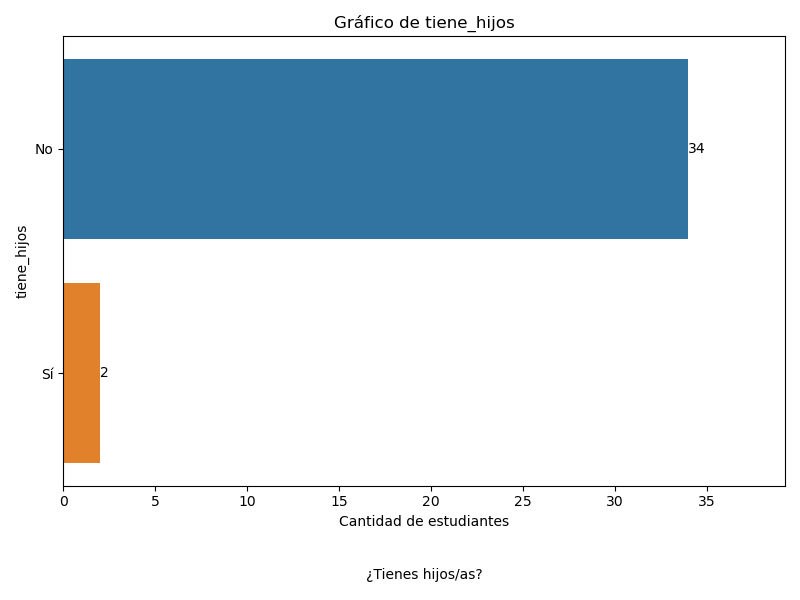 Gráfico de tiene_hijos
tiene_hijos
No
34
Sí
2
0 5 10 15 20 25 30 35
Cantidad de estudiantes
¿Tienes hijos/as?